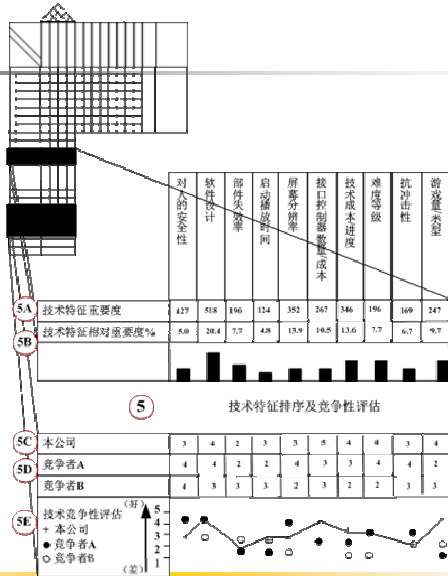 对人的安全性 软件设计 部件失效率 启动播放时间 屏幕分辨率 接口控制器数量/成本 技术成本进度 难度等级 抗冲击性 游戏量/类型
5A 技术特征重要度 127 518 196 124 352 267 346 196 169 247
5B 技术特征相对重要度% 5.0 20.4 7.7 4.8 13.9 10.5 13.6 7.7 6.7 9.7
5 技术特征排序及竞争性评估
5C 本公司 3 4 2 3 3 5 4 4 3 4
5D 竞争者A 4 4 2 2 4 3 3 4 4 2
竞争者B 4 3 3 3 2 3 2 2 3 3
5E 技术竞争性评估
+ 本公司
● 竞争者A
○ 竞争者B
(好)
5
4
3
2
1
(差)